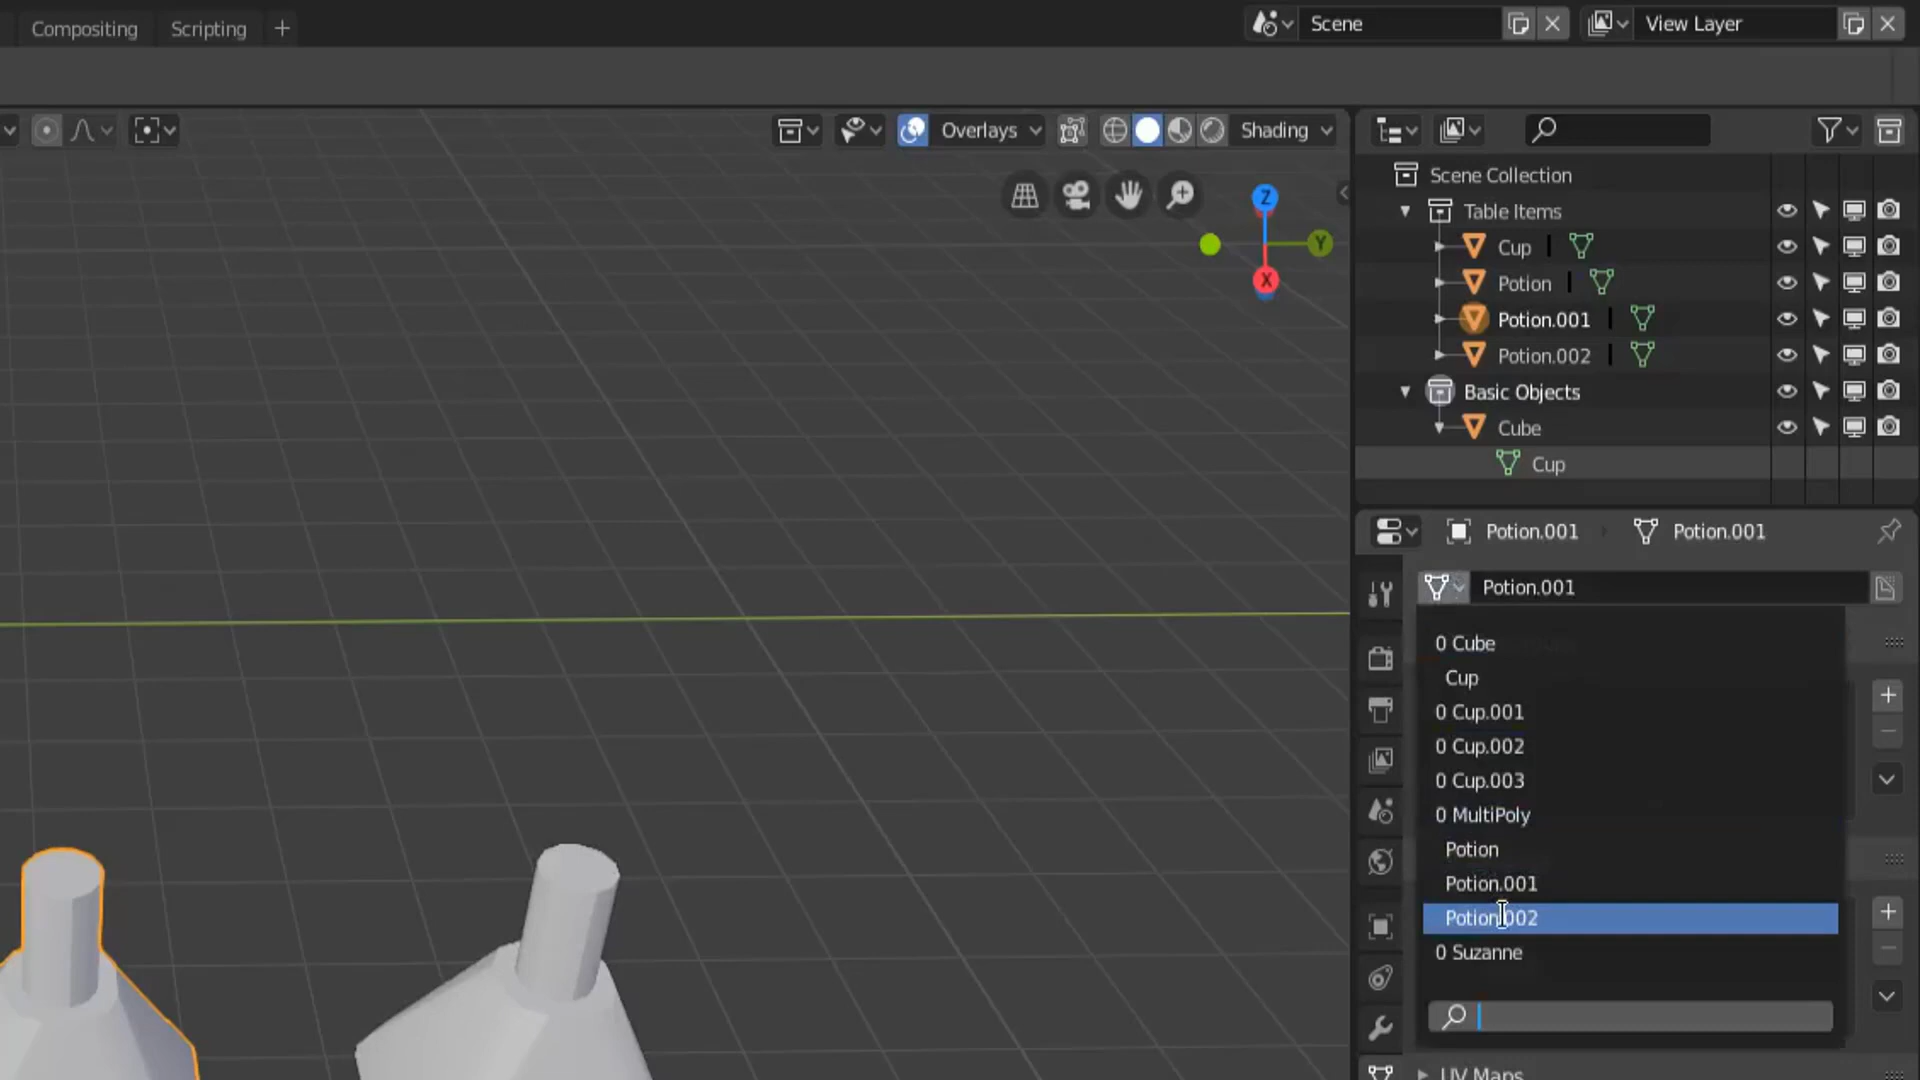 Compositing Scripting + Scene View Layer
Overlays Shading
Scene Collection
Table Items
Cup
Potion
Potion.001
Potion.002
Basic Objects
Cube
Cup
Z
Y
X
Potion.001 Potion.001
Potion.001
0 Cube
Cup
0 Cup.001
0 Cup.002
0 Cup.003
0 MultiPoly
Potion
Potion.001
Potion.002
0 Suzanne
UV Maps